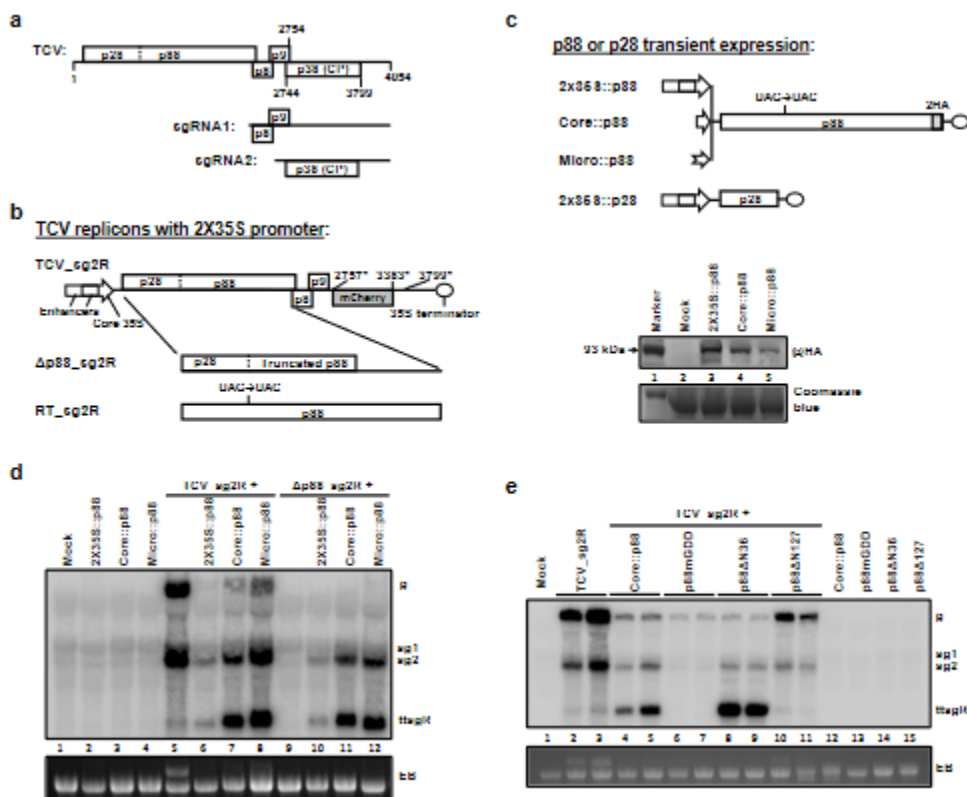 a
TCV:
p28
p88
p9
2754
p8
p38 (CP)
1
2744
3799
4054
sgRNA1:
p9
p8
sgRNA2:
p38 (CP)
b
TCV replicons with 2X35S promoter:
TCV_sg2R
p28
p88
p9
2757*
3383*
3799*
p8
mCherry
Enhancers
Core 35S
35S terminator
Δp88_sg2R
p28
Truncated p88
UAG→UAC
RT_sg2R
p88
c
p88 or p28 transient expression:
2x35S::p88
UAG→UAC
2HA
Core::p88
p88
Micro::p88
2x35S::p28
p28
Marker
Mock
2X35S::p88
Core::p88
Micro::p88
93 kDa
@HA
1 2 3 4 5
Coomassie
blue
d
TCV_sg2R +
Δp88_sg2R +
Mock
2X35S::p88
Core::p88
Micro::p88
2X35S::p88
Core::p88
Micro::p88
2X35S::p88
Core::p88
Micro::p88
g
sg1
sg2
ttsgR
1 2 3 4 5 6 7 8 9 10 11 12
EB
e
TCV_sg2R +
Mock
TCV_sg2R
Core::p88
p88mGDD
p88ΔN36
p88ΔN127
Core::p88
p88mGDD
p88ΔN36
p88Δ127
g
sg1
sg2
ttsgR
1 2 3 4 5 6 7 8 9 10 11 12 13 14 15
EB